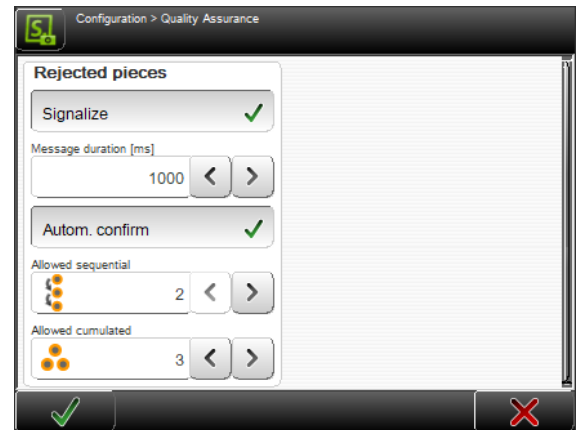 Configuration > Quality Assurance
Rejected pieces
Signalize
Message duration [ms]
1000
Autom. confirm
Allowed sequential
2
Allowed cumulated
3